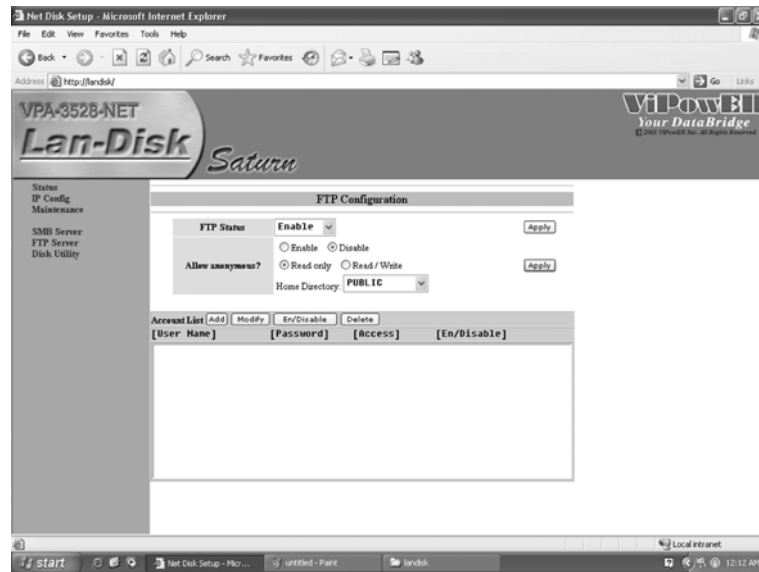 Net Disk Setup - Microsoft Internet Explorer
File Edit View Favorites Tools Help
Back Search Favorites
Address http://landisk/ Go Links
VPA-3528-NET
Lan-Disk
Saturn
Your DataBridge
Status
IP Config
Maintenance
SMB Server
FTP Server
Disk Utility
FTP Configuration
FTP Status Enable Apply
Enable Disable
Allow anonymous? Read only Read / Write Apply
Home Directory: PUBLIC
Account List Add Modify En/Disable Delete
[User Name] [Password] [Access] [En/Disable]
Local intranet
start Net Disk Setup - Micr... untitled - Paint landisk 12:12 AM